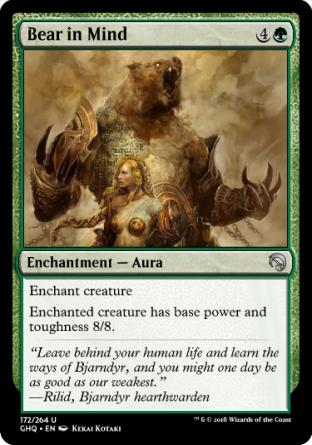 Bear in Mind 4
Enchantment — Aura
Enchant creature
Enchanted creature has base power and
toughness 8/8.
“Leave behind your human life and learn the
ways of Bjarndyr, and you might one day be
as good as our weakest.”
—Rilid, Bjarndyr hearthwarden
172/264 U
GHQ • EN KEKAI KOTAKI
™ & © 2018 Wizards of the Coast